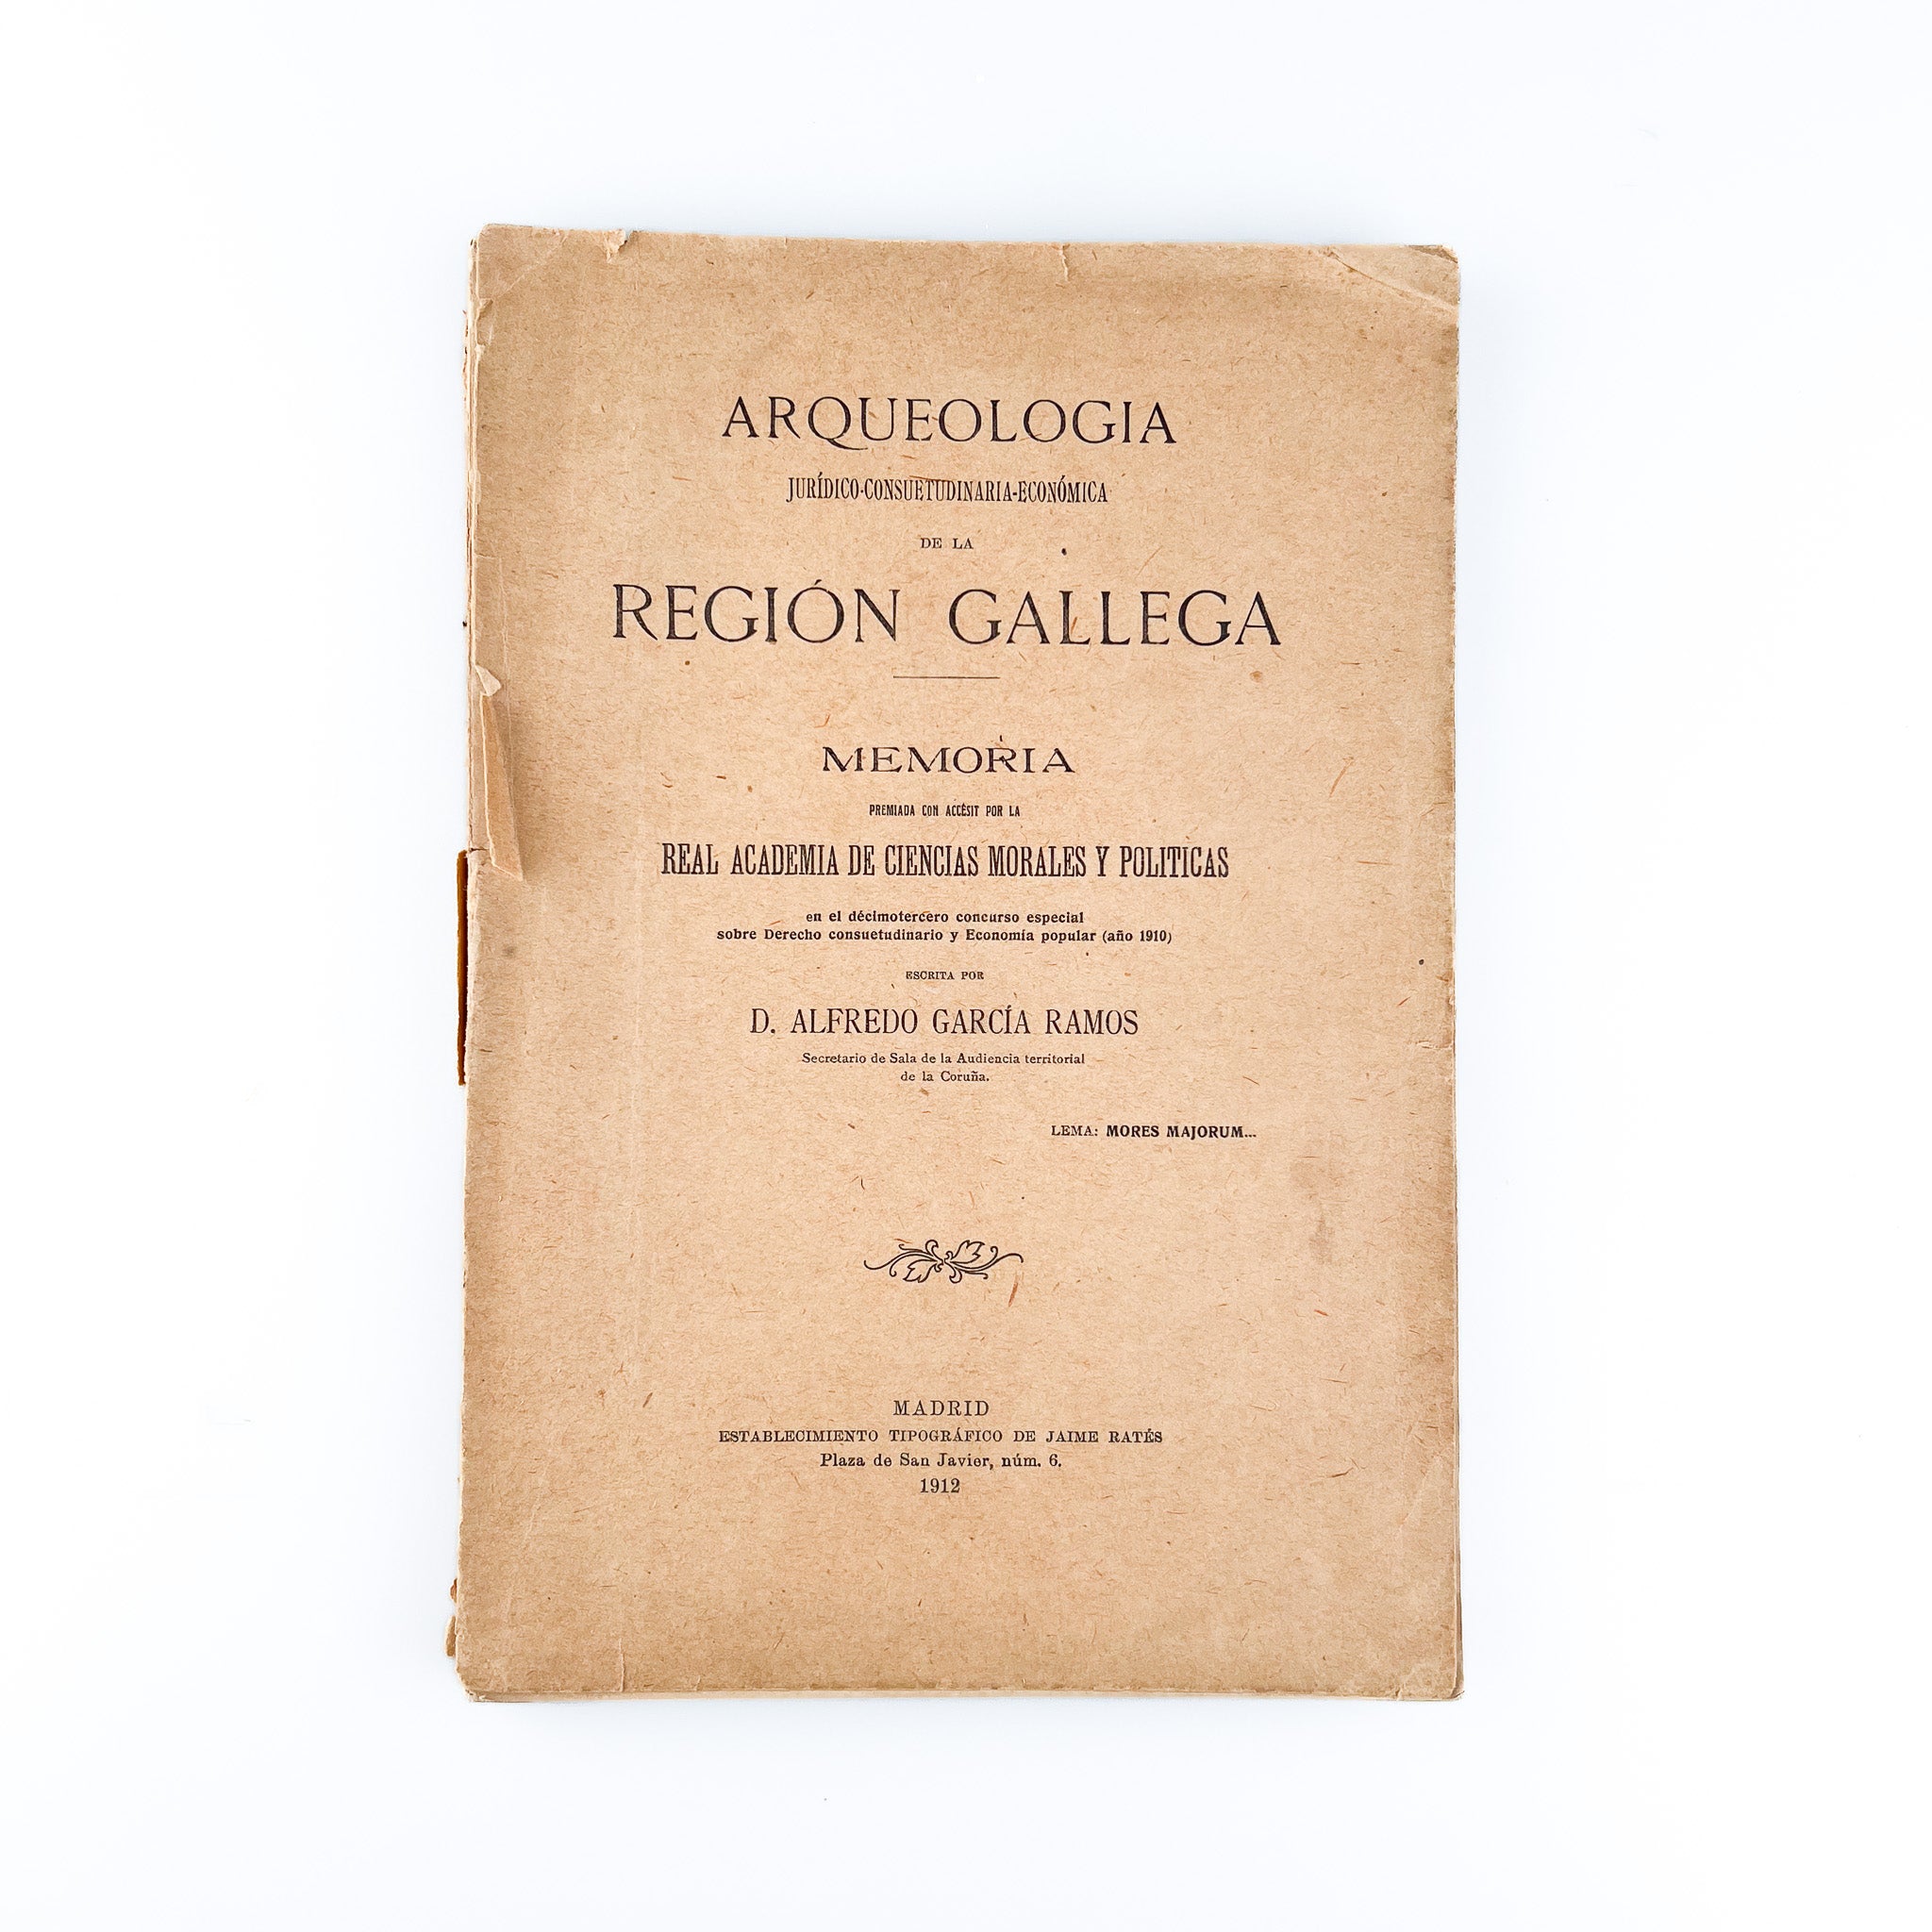 ARQUEOLOGIA
JURÍDICO-CONSUETUDINARIA-ECONÓMICA
DE LA
REGIÓN GALLEGA
MEMORIA
PREMIADA CON ACCÉSIT POR LA
REAL ACADEMIA DE CIENCIAS MORALES Y POLITICAS
en el décimotercero concurso especial
sobre Derecho consuetudinario y Economía popular (año 1910)
ESCRITA POR
D. ALFREDO GARCÍA RAMOS
Secretario de Sala de la Audiencia territorial
de la Coruña.
LEMA: MORES MAJORUM...
MADRID
ESTABLECIMIENTO TIPOGRÁFICO DE JAIME RATÉS
Plaza de San Javier, núm. 6.
1912